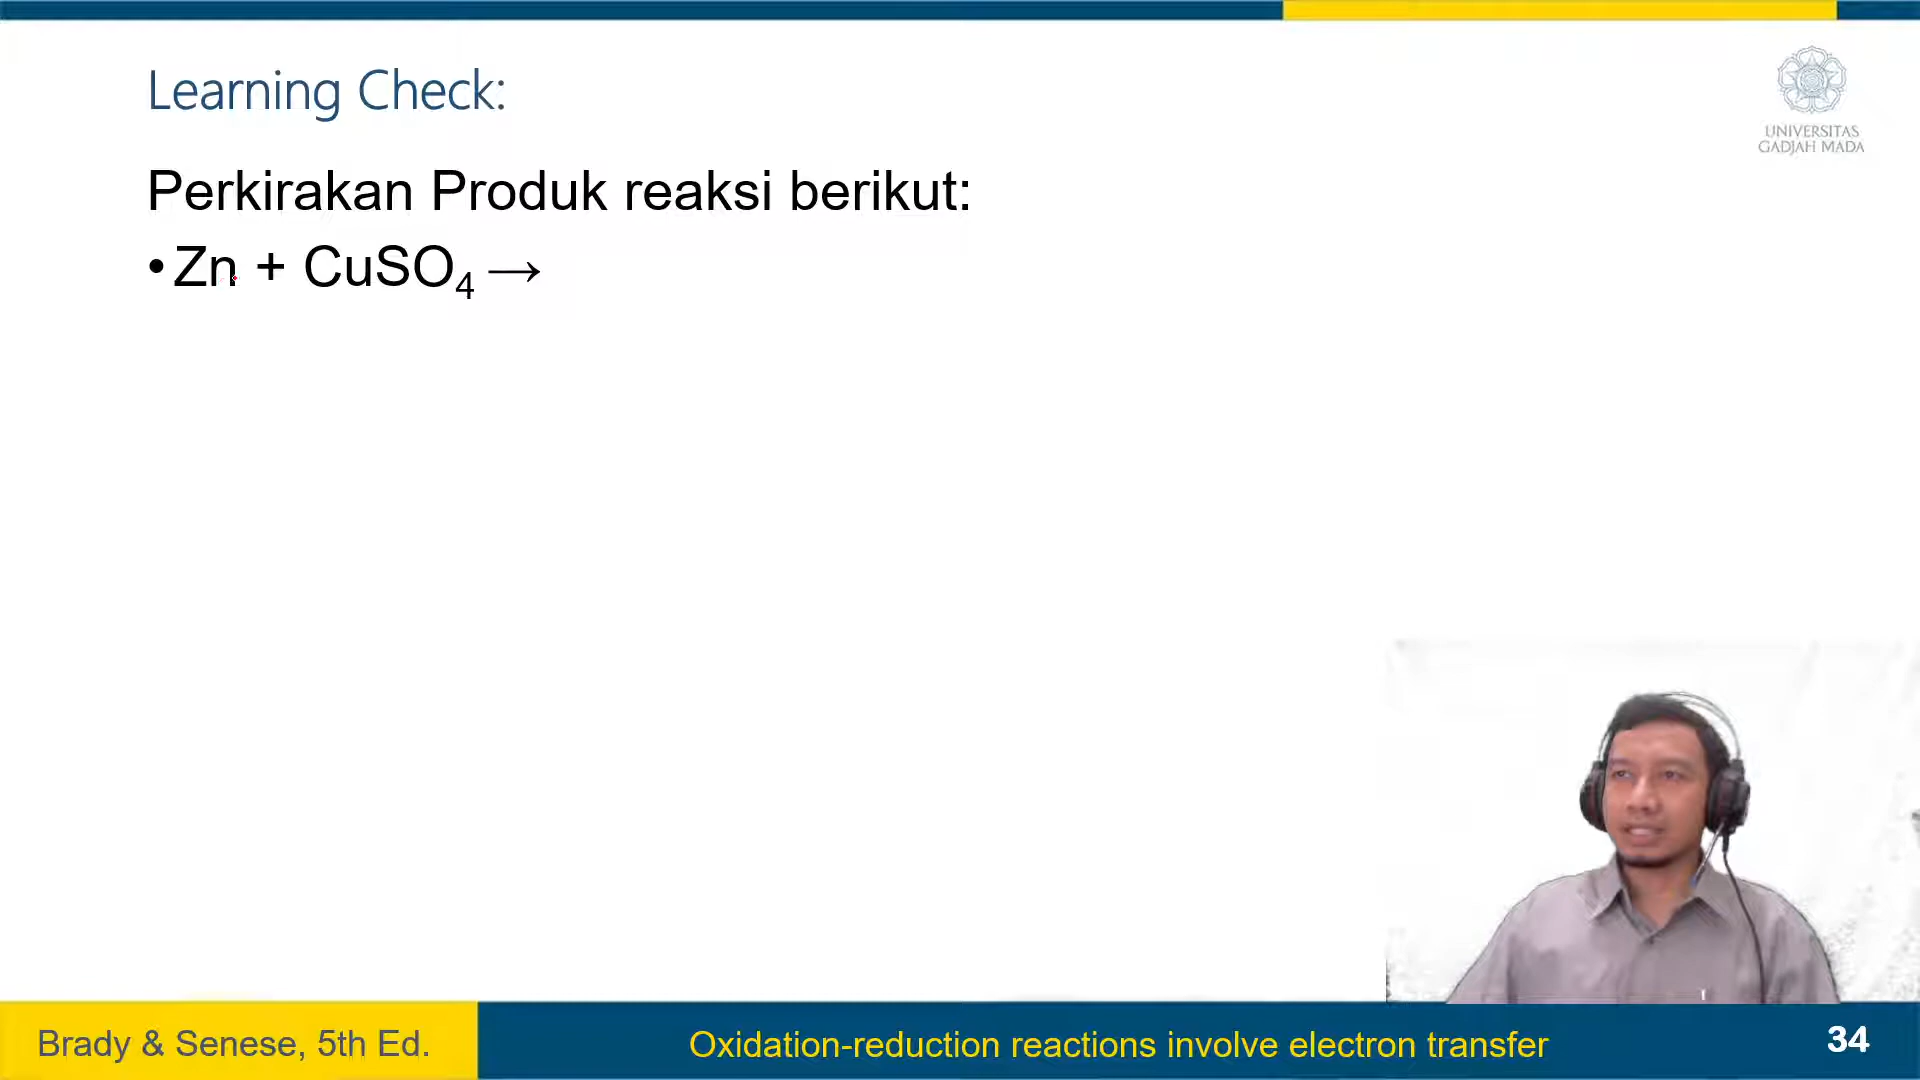 Learning Check:
UNIVERSITAS
GADJAH MADA
Perkirakan Produk reaksi berikut:
•Zn + CuSO₄ →
Brady & Senese, 5th Ed.
Oxidation-reduction reactions involve electron transfer
34